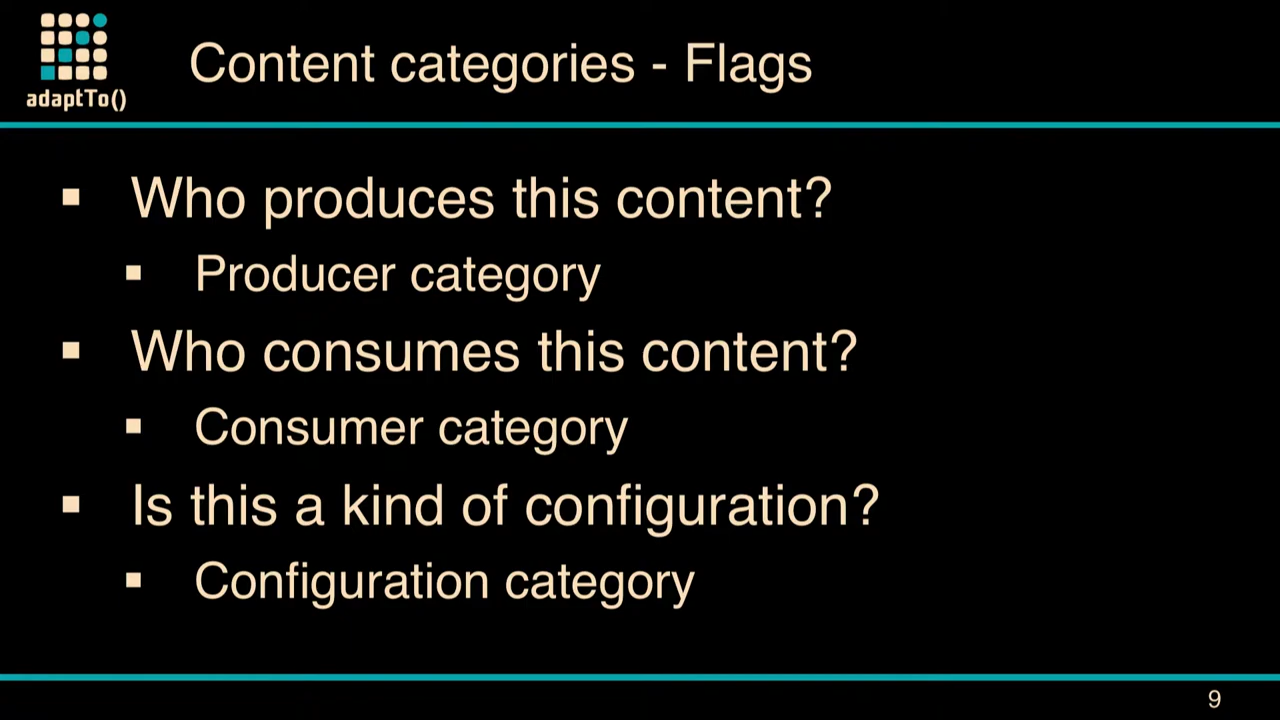 adaptTo()
Content categories - Flags
Who produces this content?
Producer category
Who consumes this content?
Consumer category
Is this a kind of configuration?
Configuration category
9